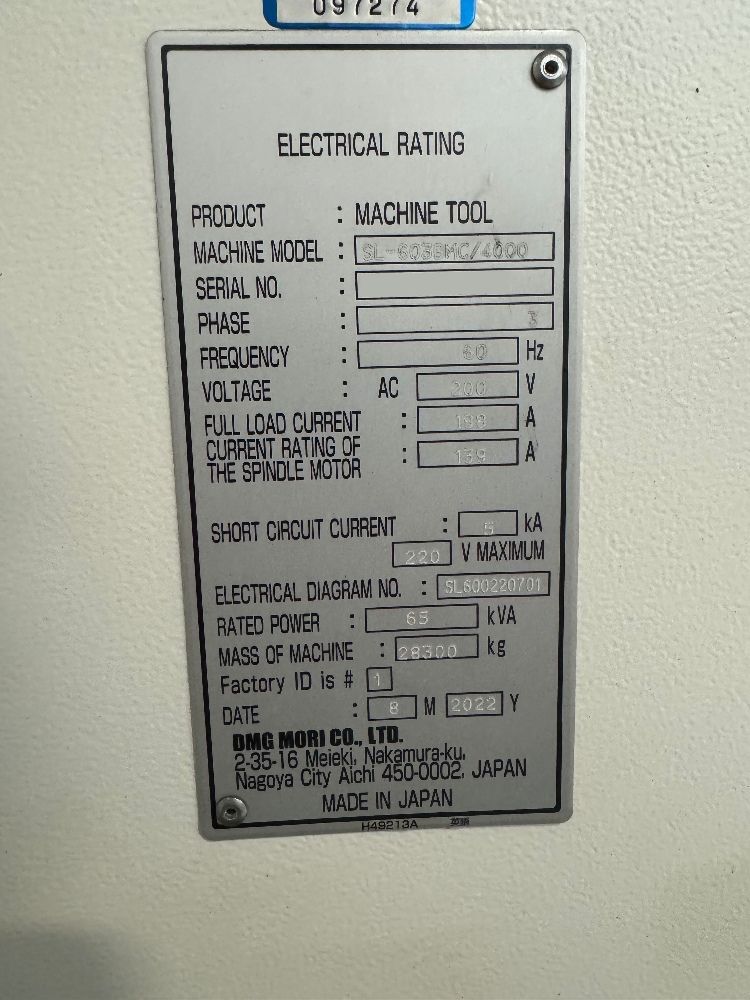 097274
ELECTRICAL RATING
PRODUCT : MACHINE TOOL
MACHINE MODEL : SL-603BMC/4000
SERIAL NO. :
PHASE : 3
FREQUENCY : 60 Hz
VOLTAGE : AC 200 V
FULL LOAD CURRENT : 188 A
CURRENT RATING OF
THE SPINDLE MOTOR : 139 A
SHORT CIRCUIT CURRENT : 5 kA
220 V MAXIMUM
ELECTRICAL DIAGRAM NO. : SL600220701
RATED POWER : 65 kVA
MASS OF MACHINE : 28300 kg
Factory ID is # 1
DATE : 8 M 2022 Y
DMG MORI CO., LTD.
2-35-16 Meieki, Nakamura-ku,
Nagoya City Aichi 450-0002, JAPAN
MADE IN JAPAN
H49213A